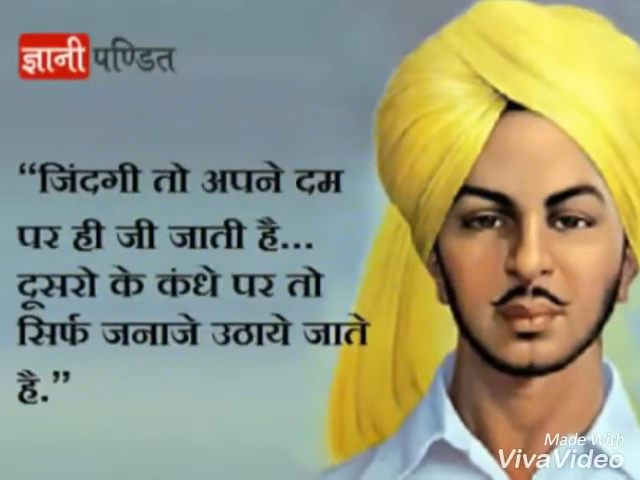 ज्ञानी पण्डित
“जिंदगी तो अपने दम
पर ही जी जाती है...
दूसरो के कंधे पर तो
सिर्फ जनाजे उठाये जाते
है.”
Made With
VivaVideo